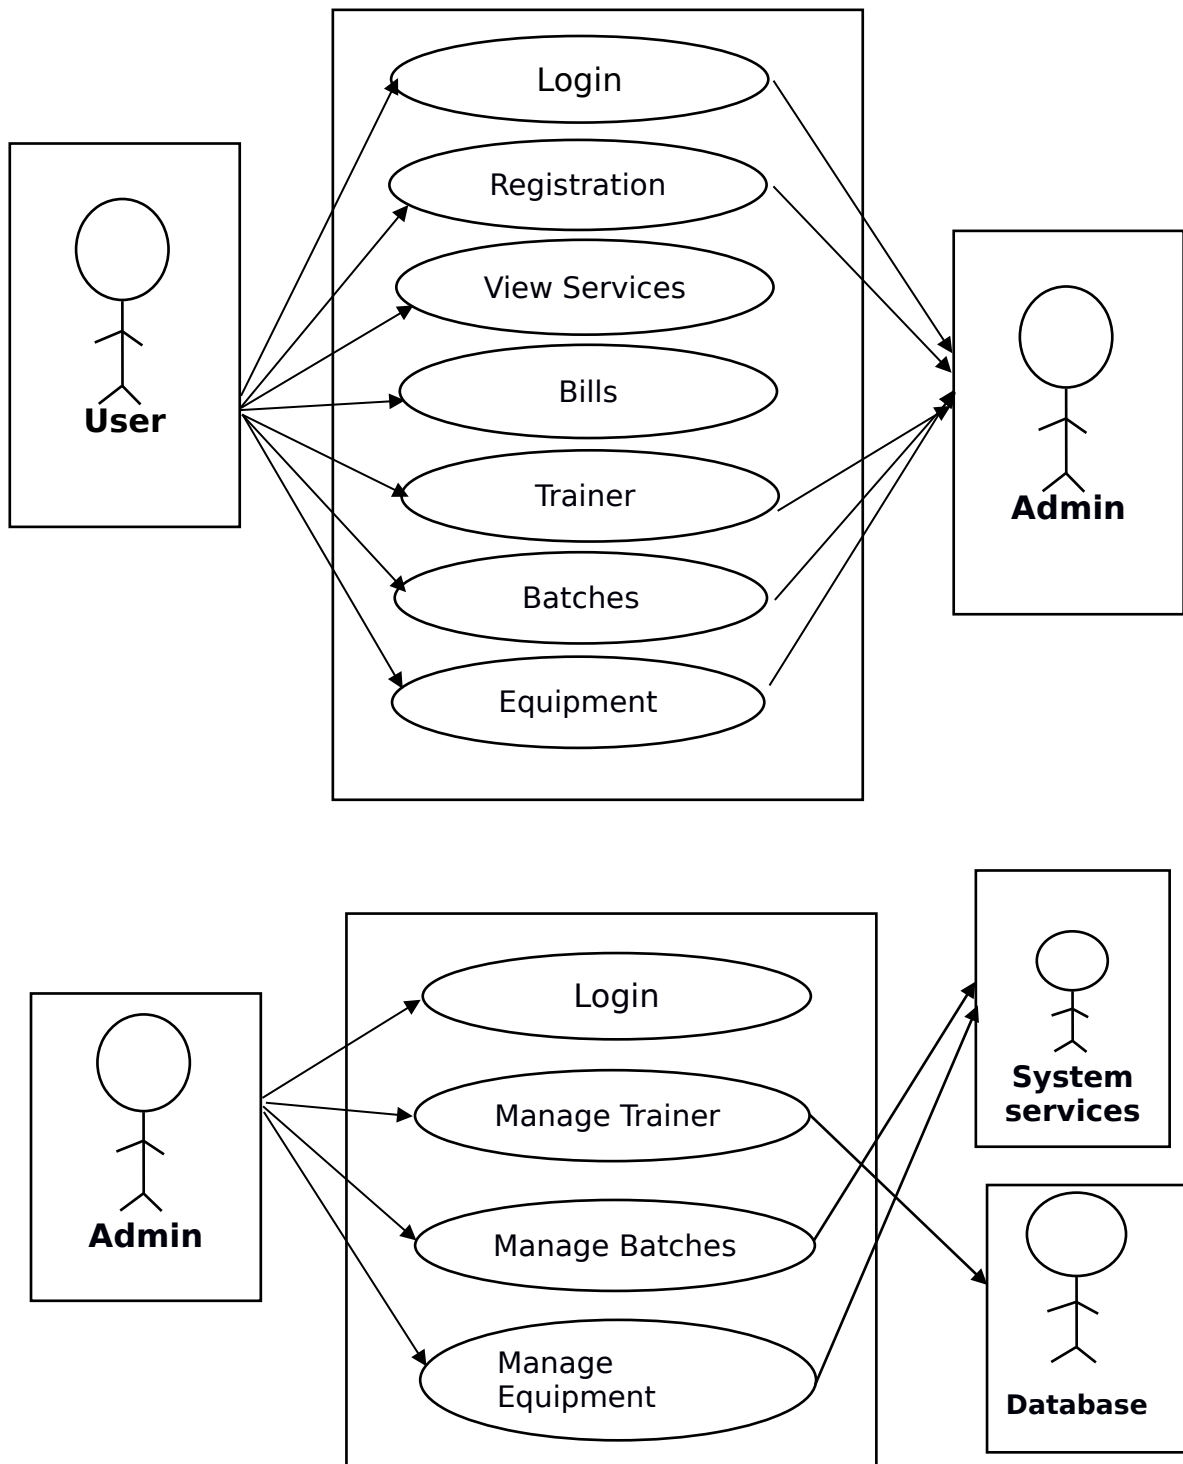 Login
Registration
View Services
Bills
Trainer
Batches
Equipment
User
Admin
Login
Manage Trainer
Manage Batches
Manage
Equipment
Admin
System
services
Database